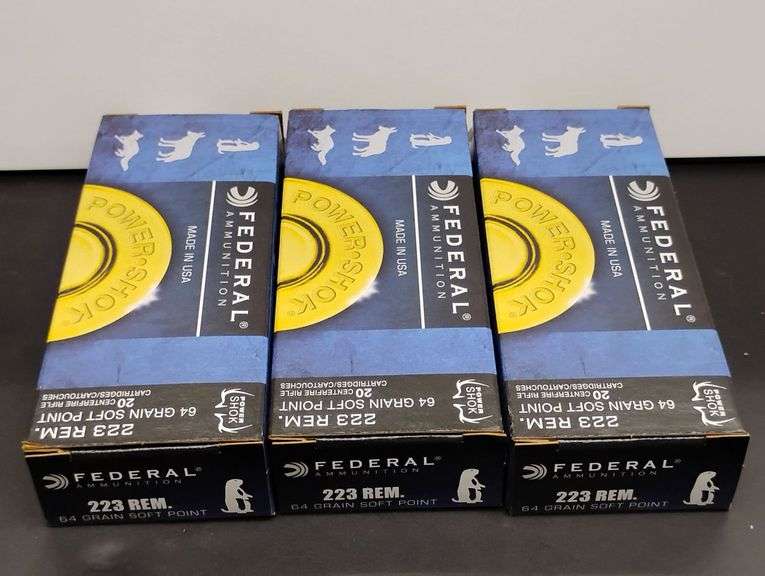 POWER·SHOK®
FEDERAL®
AMMUNITION
MADE IN USA
POWER
SHOK
223 REM.
64 GRAIN SOFT POINT
20 CENTERFIRE RIFLE
CARTRIDGES/CARTOUCHES
FEDERAL®
AMMUNITION
223 REM.
64 GRAIN SOFT POINT
POWER·SHOK®
FEDERAL®
AMMUNITION
MADE IN USA
POWER
SHOK
223 REM.
64 GRAIN SOFT POINT
20 CENTERFIRE RIFLE
CARTRIDGES/CARTOUCHES
FEDERAL®
AMMUNITION
223 REM.
64 GRAIN SOFT POINT
POWER·SHOK®
FEDERAL®
AMMUNITION
MADE IN USA
POWER
SHOK
223 REM.
64 GRAIN SOFT POINT
20 CENTERFIRE RIFLE
CARTRIDGES/CARTOUCHES
FEDERAL®
AMMUNITION
223 REM.
64 GRAIN SOFT POINT